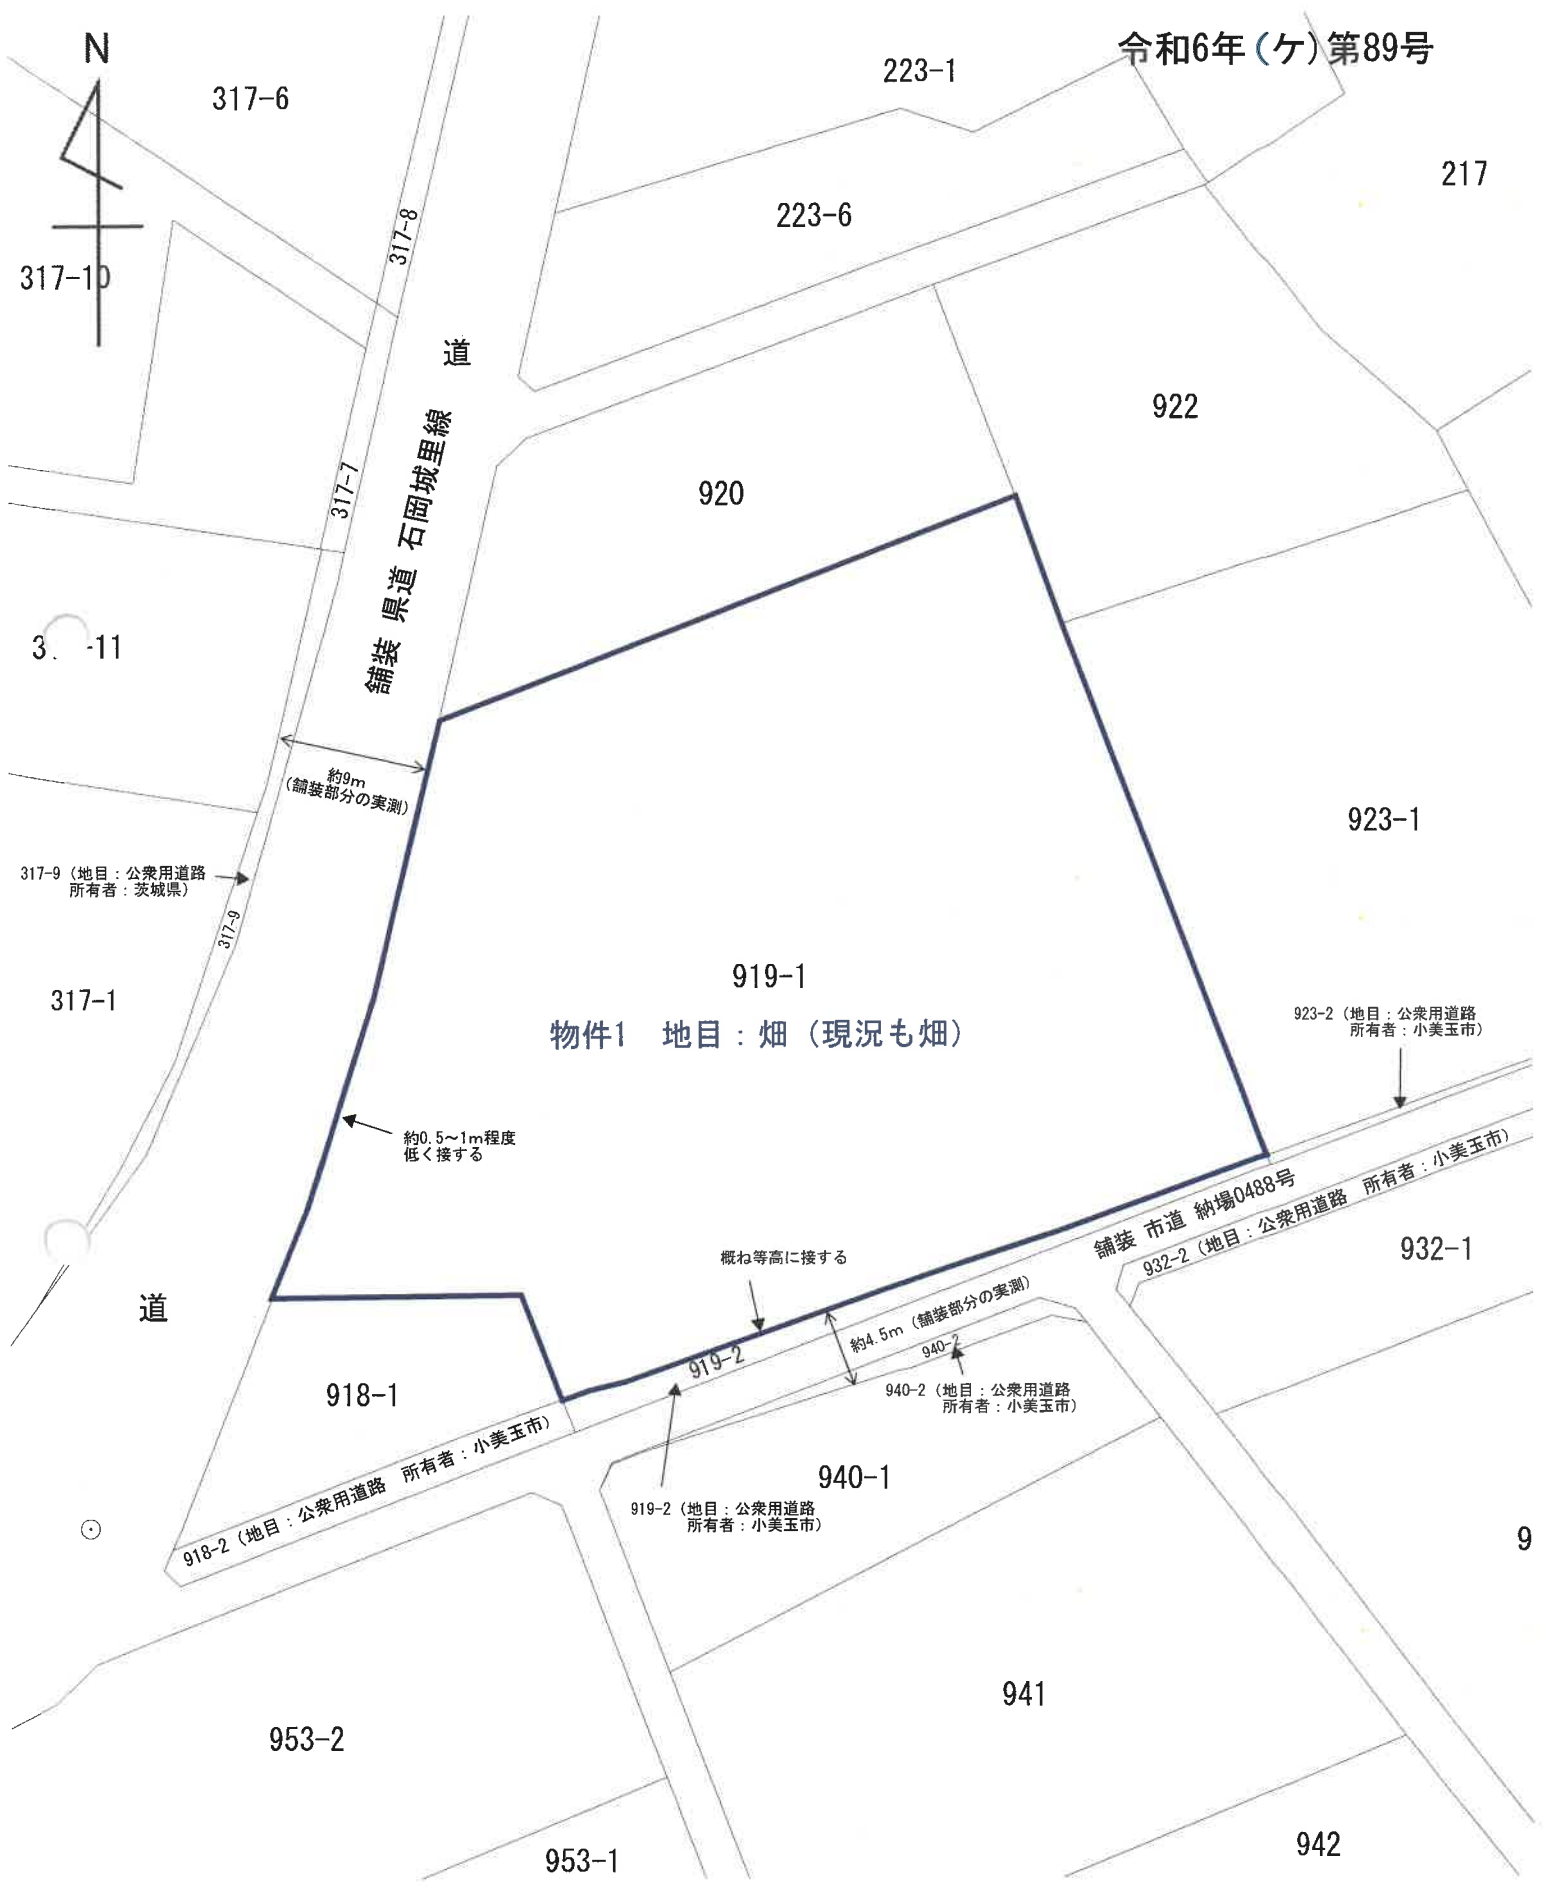 令和6年(ケ)第89号
N
317-6
223-1
217
317-8
223-6
317-10
道
922
317-7
舗装 県道 石岡城里線
920
3 -11
約9m
(舗装部分の実測)
923-1
317-9(地目:公衆用道路
所有者:茨城県)
317-9
919-1
317-1
物件1 地目:畑(現況も畑)
923-2(地目:公衆用道路
所有者:小美玉市)
約0.5~1m程度
低く接する
舗装 市道 納場0488号
932-2(地目:公衆用道路 所有者:小美玉市)
932-1
概ね等高に接する
道
約4.5m(舗装部分の実測)
919-2
940-2
918-1
940-2(地目:公衆用道路
所有者:小美玉市)
918-2(地目:公衆用道路 所有者:小美玉市)
940-1
919-2(地目:公衆用道路
所有者:小美玉市)
9
941
953-2
942
953-1